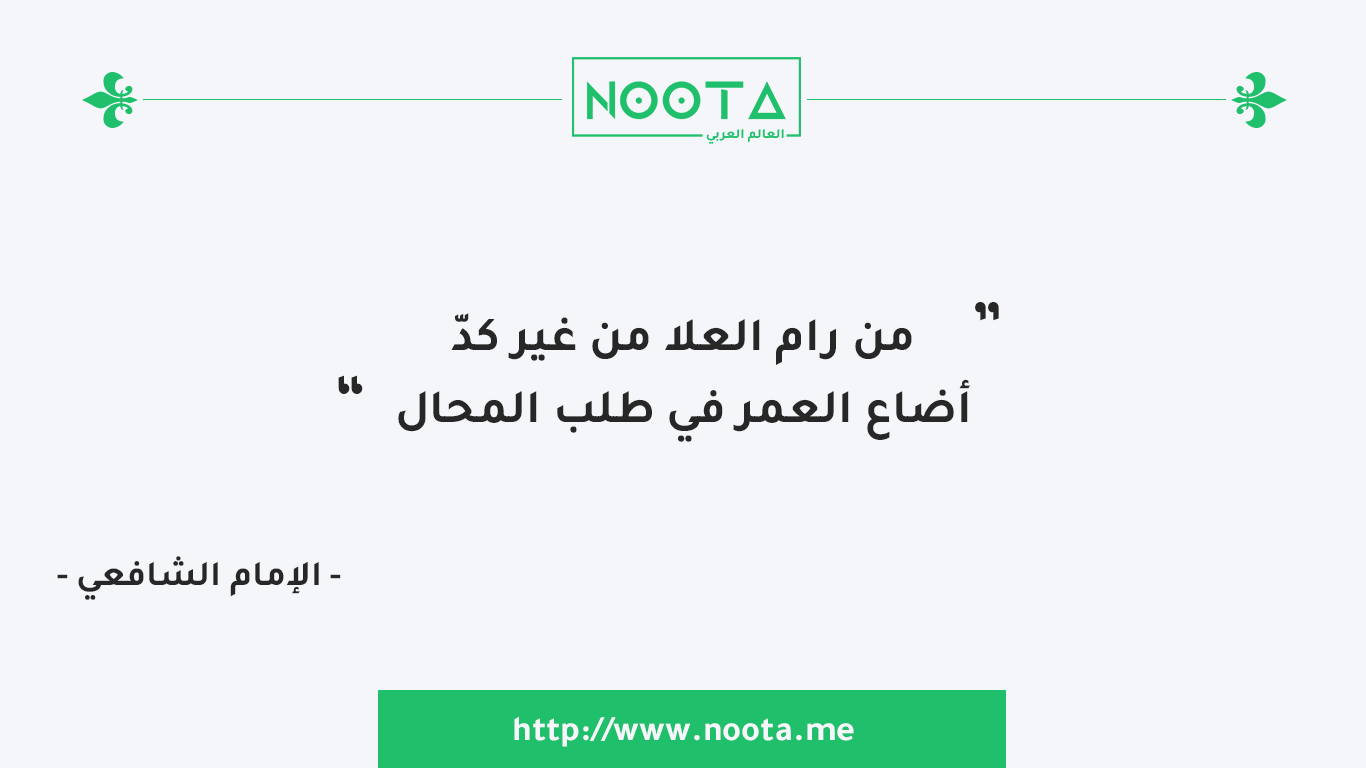 NOOTA
العالم العربي
” من رام العلا من غير كدّ
أضاع العمر في طلب المحال “
- الإمام الشافعي -
http://www.noota.me